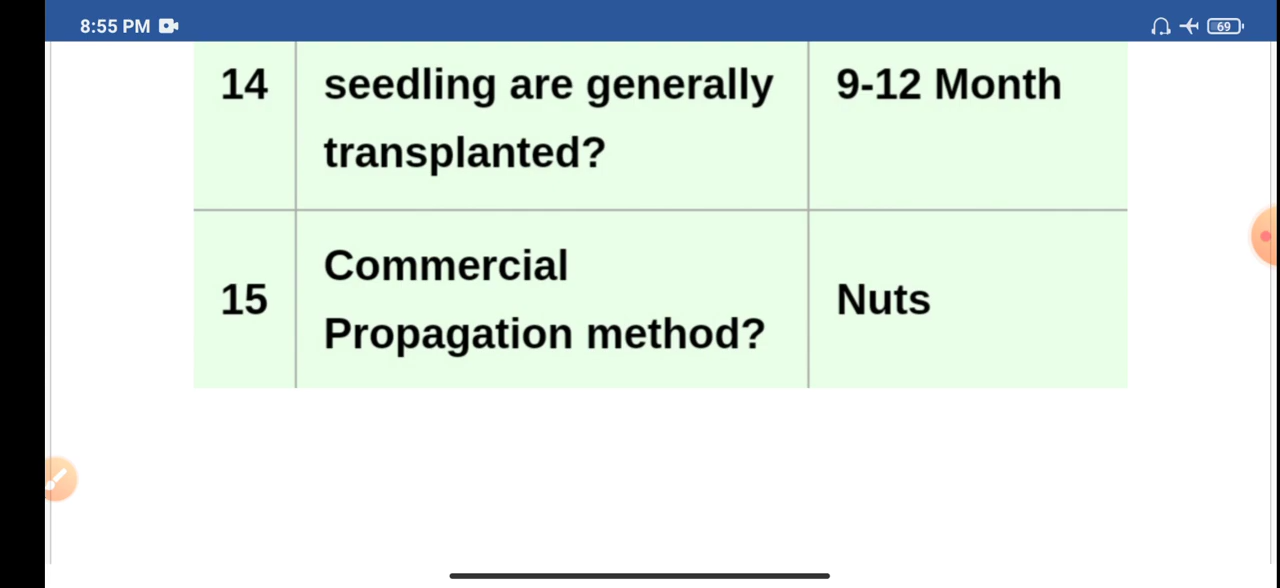 8:55 PM
69
14
seedling are generally
transplanted?
9-12 Month
15
Commercial
Propagation method?
Nuts